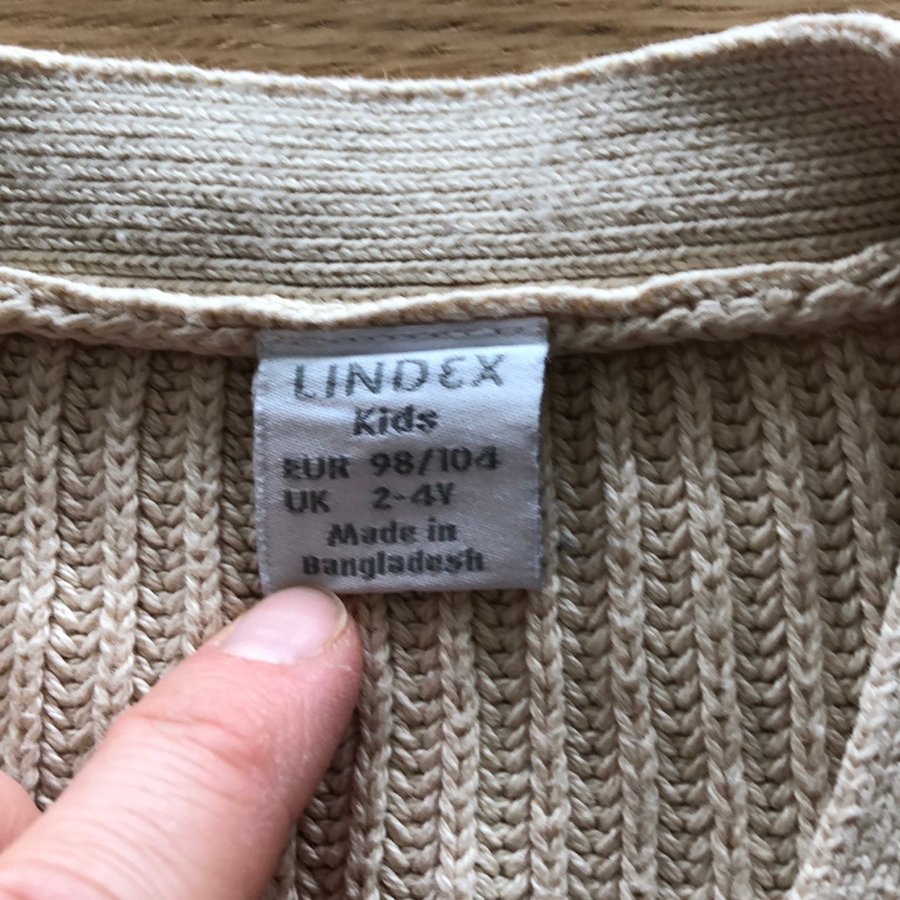 LINDEX
Kids
EUR 98/104
UK 2-4Y
Made in
Bangladesh